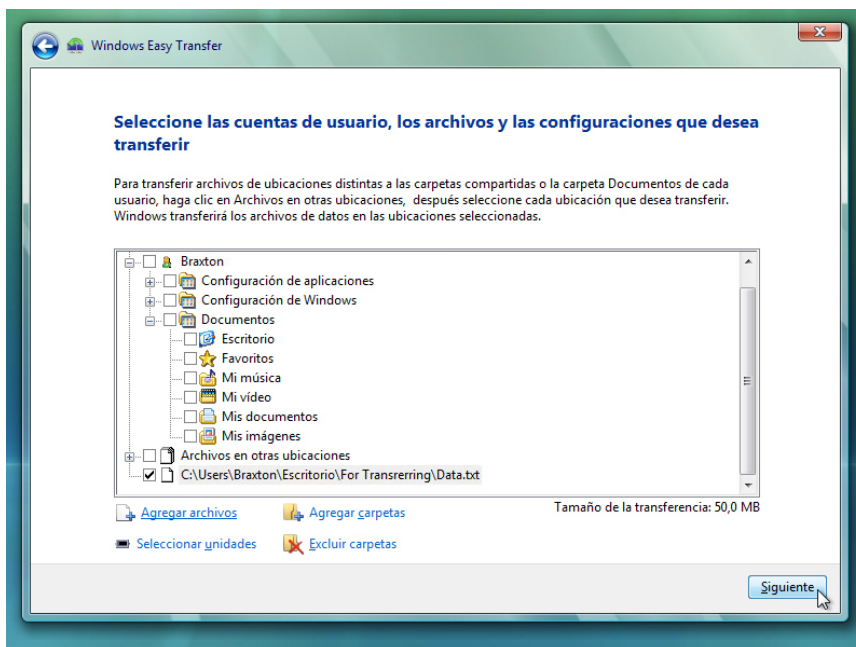 Windows Easy Transfer
Seleccione las cuentas de usuario, los archivos y las configuraciones que desea
transferir
Para transferir archivos de ubicaciones distintas a las carpetas compartidas o la carpeta Documentos de cada
usuario, haga clic en Archivos en otras ubicaciones, después seleccione cada ubicación que desea transferir.
Windows transferirá los archivos de datos en las ubicaciones seleccionadas.
Braxton
Configuración de aplicaciones
Configuración de Windows
Documentos
Escritorio
Favoritos
Mi música
Mi vídeo
Mis documentos
Mis imágenes
Archivos en otras ubicaciones
C:\Users\Braxton\Escritorio\For Transrerring\Data.txt
Agregar archivos
Agregar carpetas
Tamaño de la transferencia: 50,0 MB
Seleccionar unidades
Excluir carpetas
Siguiente